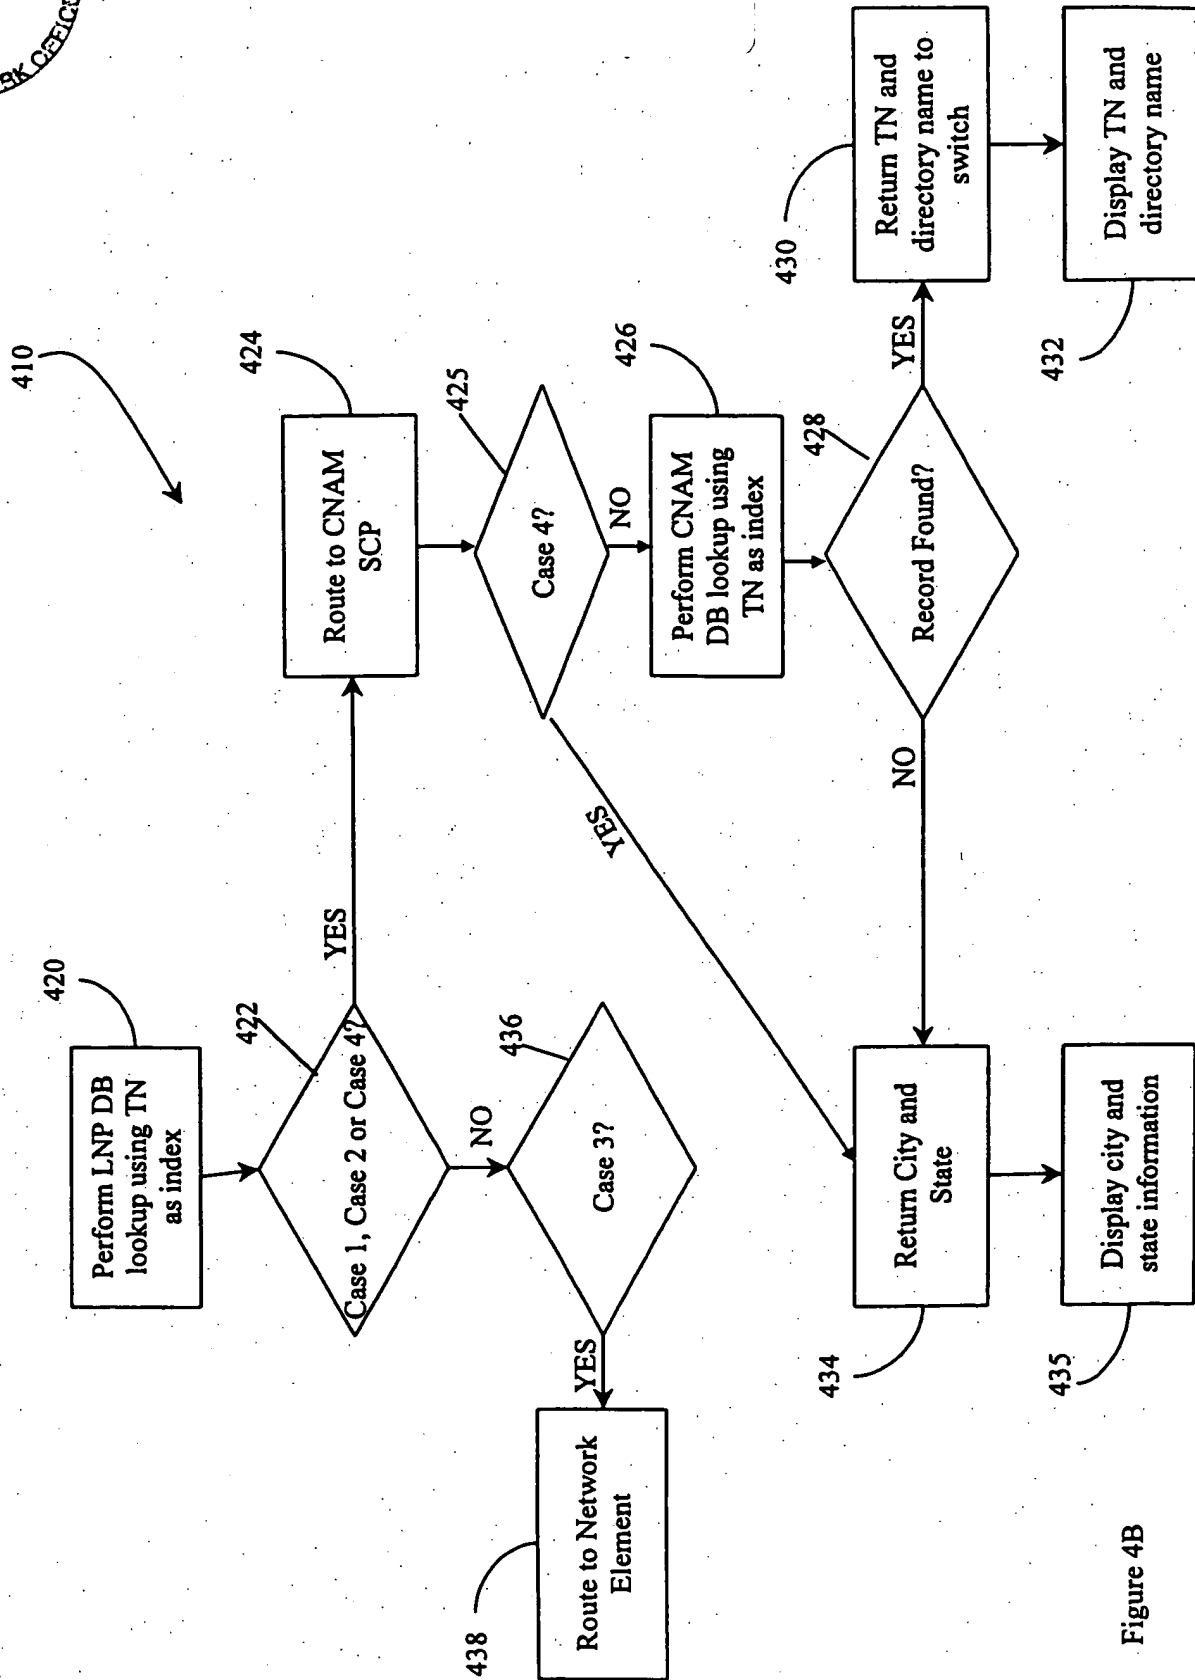 410
420
Perform LNP DB
lookup using TN
as index
422
Case 1, Case 2 or Case 4?
YES
NO
424
Route to CNAM
SCP
425
Case 4?
YES
NO
426
Perform CNAM
DB lookup using
TN as index
428
Record Found?
YES
NO
430
Return TN and
directory name to
switch
432
Display TN and
directory name
436
Case 3?
YES
438
Route to Network
Element
434
Return City and
State
435
Display city and
state information
Figure 4B